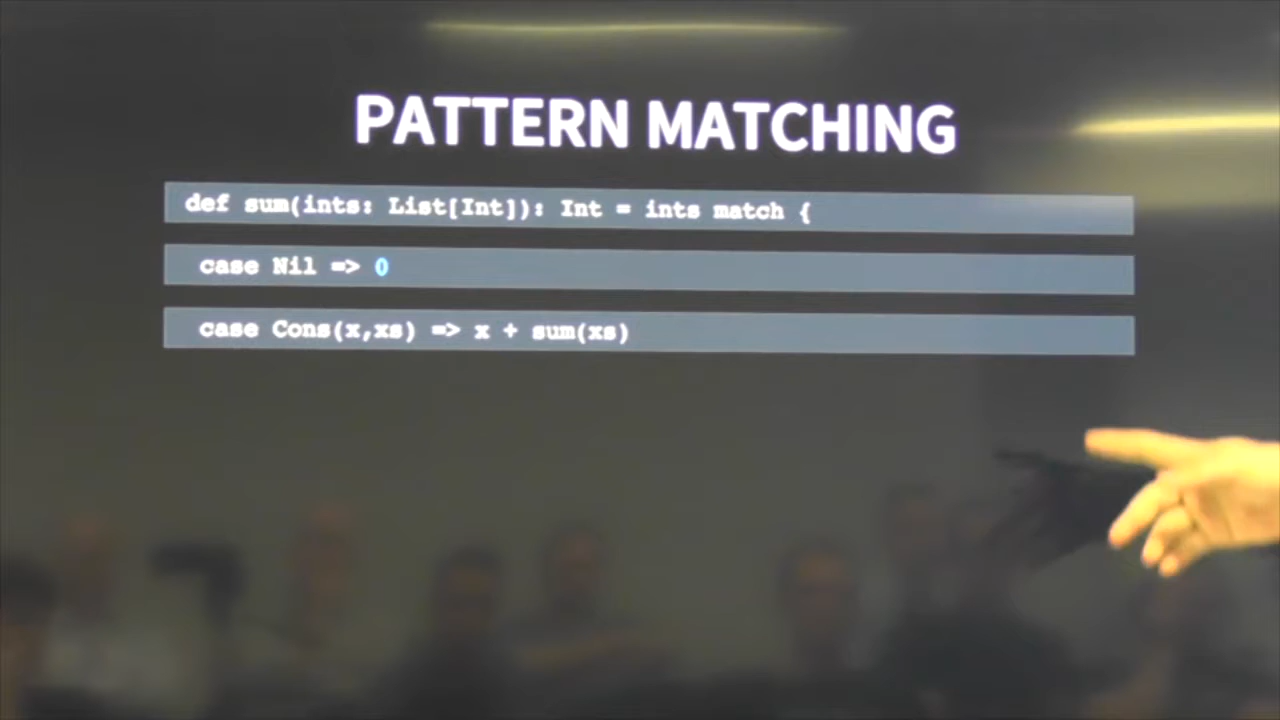 PATTERN MATCHING
def sum(ints: List[Int]): Int = ints match {
case Nil => 0
case Cons(x,xs) => x + sum(xs)